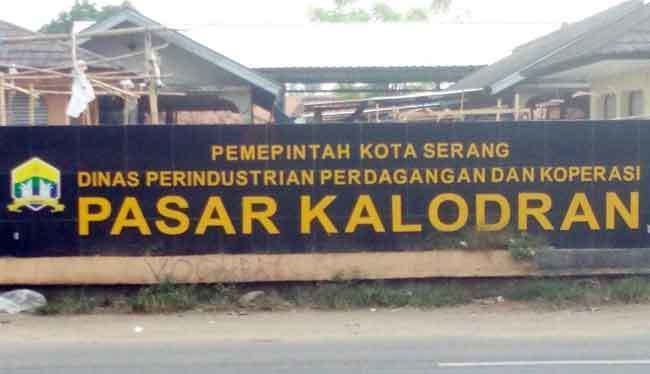 PEMEPINTAH KOTA SERANG
DINAS PERINDUSTRIAN PERDAGANGAN DAN KOPERASI
PASAR KALODRAN